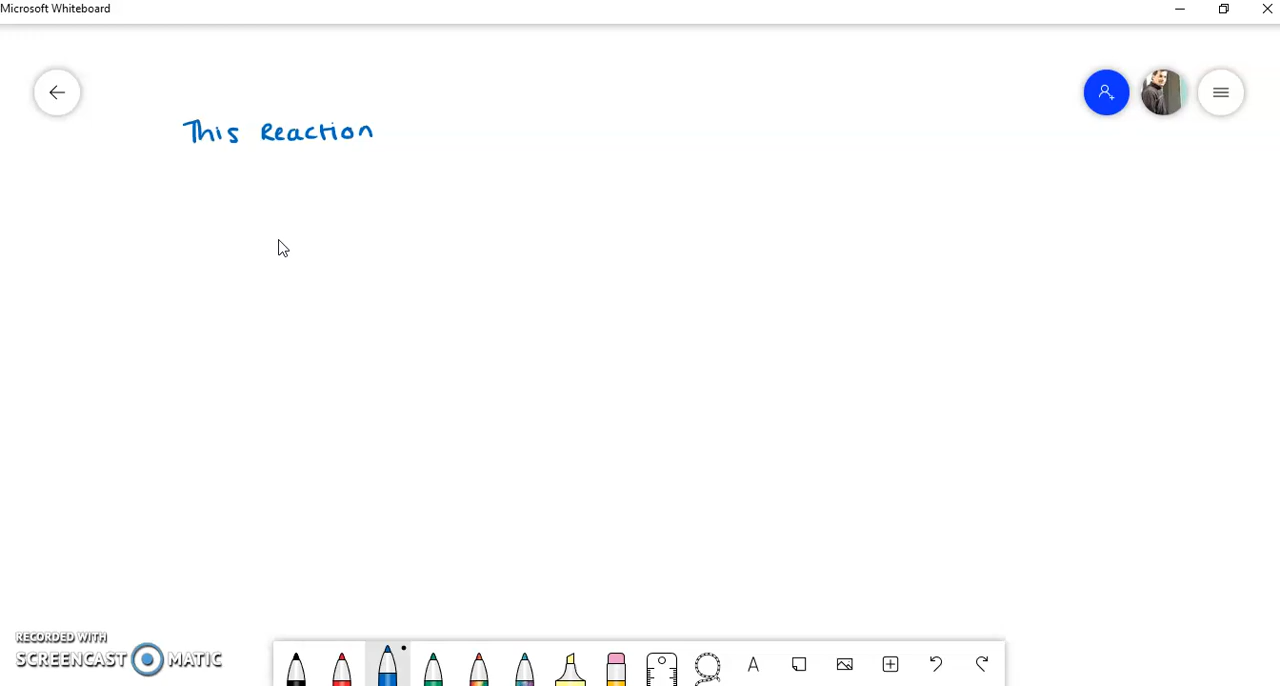 Microsoft Whiteboard
This Reaction
RECORDED WITH
SCREENCAST MATIC